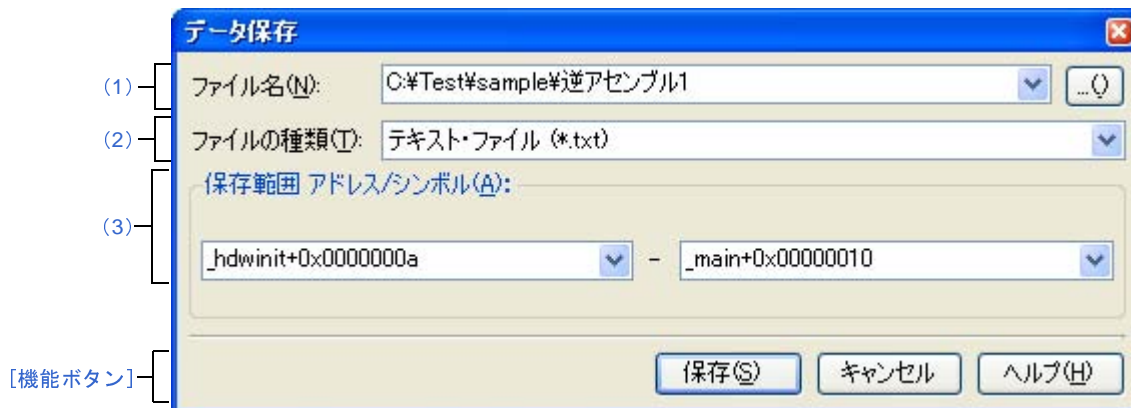 データ保存
(1)
ファイル名(N):
C:¥Test¥sample¥逆アセンブル1
...()
(2)
ファイルの種類(T):
テキスト・ファイル (*.txt)
(3)
保存範囲 アドレス/シンボル(A):
_hdwinit+0x0000000a
-
_main+0x00000010
[機能ボタン]
保存(S)
キャンセル
ヘルプ(H)